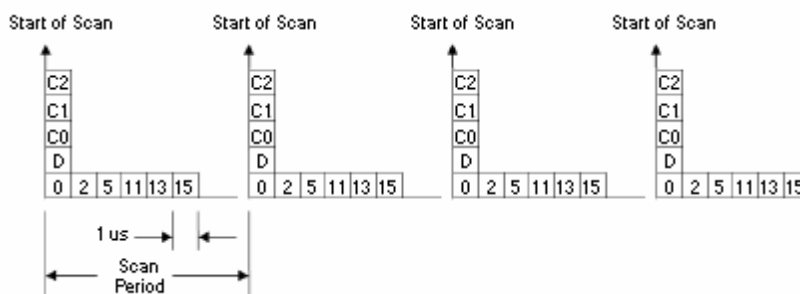 Start of Scan Start of Scan Start of Scan Start of Scan
C2 C2 C2 C2
C1 C1 C1 C1
C0 C0 C0 C0
D D D D
0 2 5 11 13 15 0 2 5 11 13 15 0 2 5 11 13 15 0 2 5 11 13 15
1 us
Scan
Period